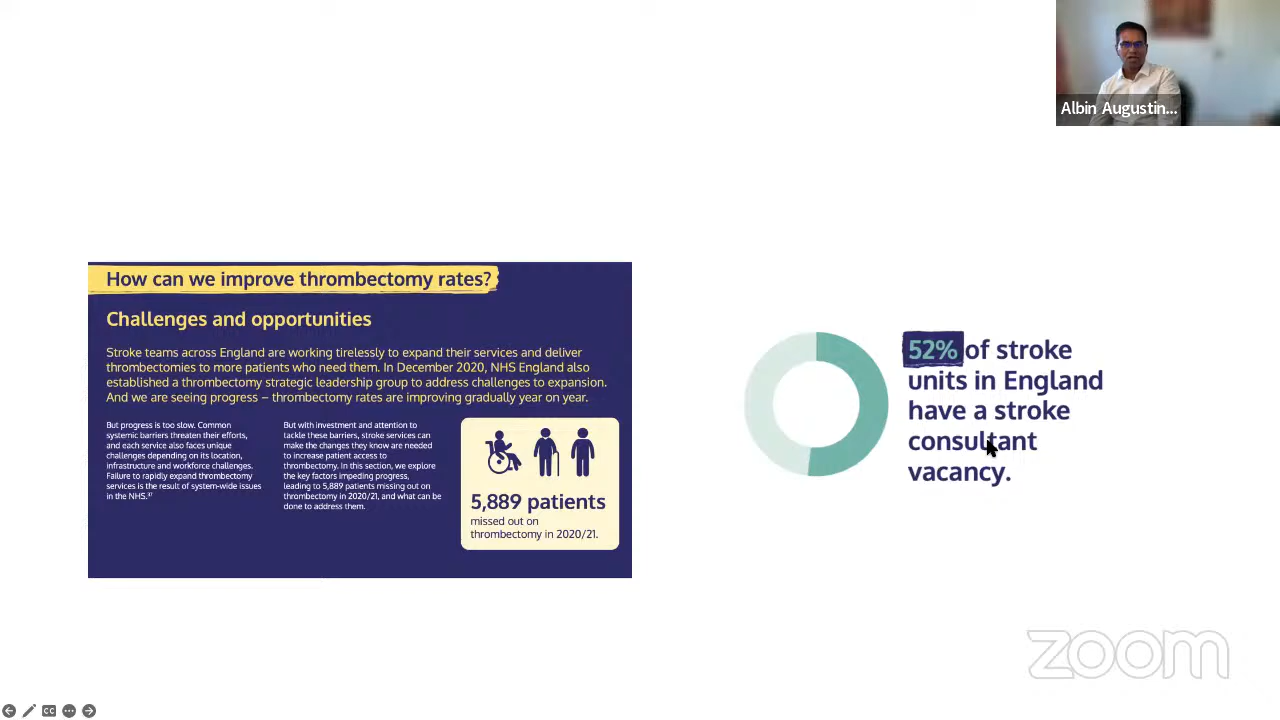 Albin Augustin...
How can we improve thrombectomy rates?
Challenges and opportunities
Stroke teams across England are working tirelessly to expand their services and deliver
thrombectomies to more patients who need them. In December 2020, NHS England also
established a thrombectomy strategic leadership group to address challenges to expansion.
And we are seeing progress – thrombectomy rates are improving gradually year on year.
But progress is too slow. Common
systemic barriers threaten their efforts,
and each service also faces unique
challenges depending on its location,
infrastructure and workforce challenges.
Failure to rapidly expand thrombectomy
services is the result of system-wide issues
in the NHS.³⁷
But with investment and attention to
tackle these barriers, stroke services can
make the changes they know are needed
to increase patient access to
thrombectomy. In this section, we explore
the key factors impeding progress,
leading to 5,889 patients missing out on
thrombectomy in 2020/21, and what can be
done to address them.
5,889 patients
missed out on
thrombectomy in 2020/21.
52% of stroke
units in England
have a stroke
consultant
vacancy.
zoom
CC